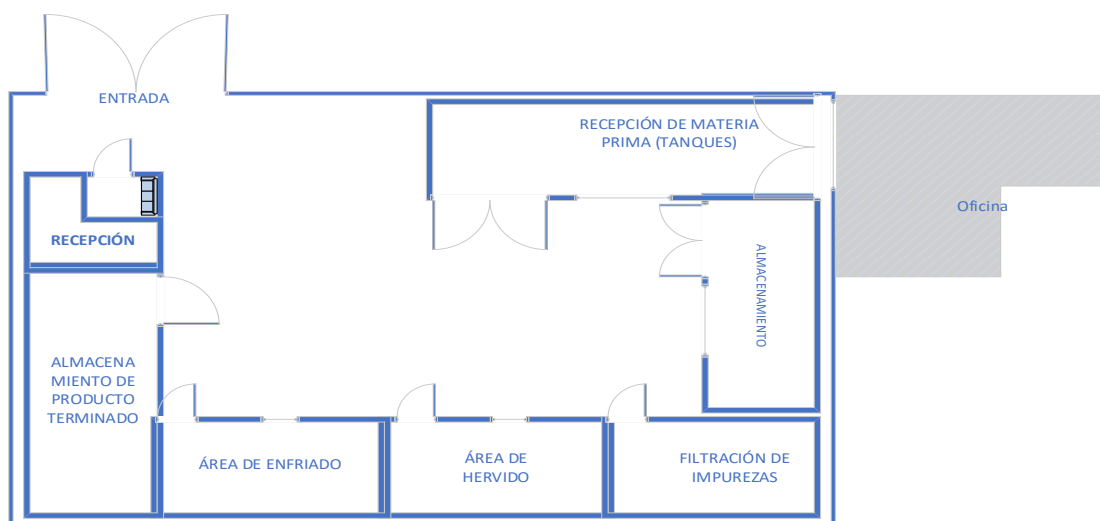 ENTRADA
RECEPCIÓN DE MATERIA
PRIMA (TANQUES)
Oficina
RECEPCIÓN
ALMACENAMIENTO
ALMACENA
MIENTO DE
PRODUCTO
TERMINADO
ÁREA DE ENFRIADO
ÁREA DE
HERVIDO
FILTRACIÓN DE
IMPUREZAS